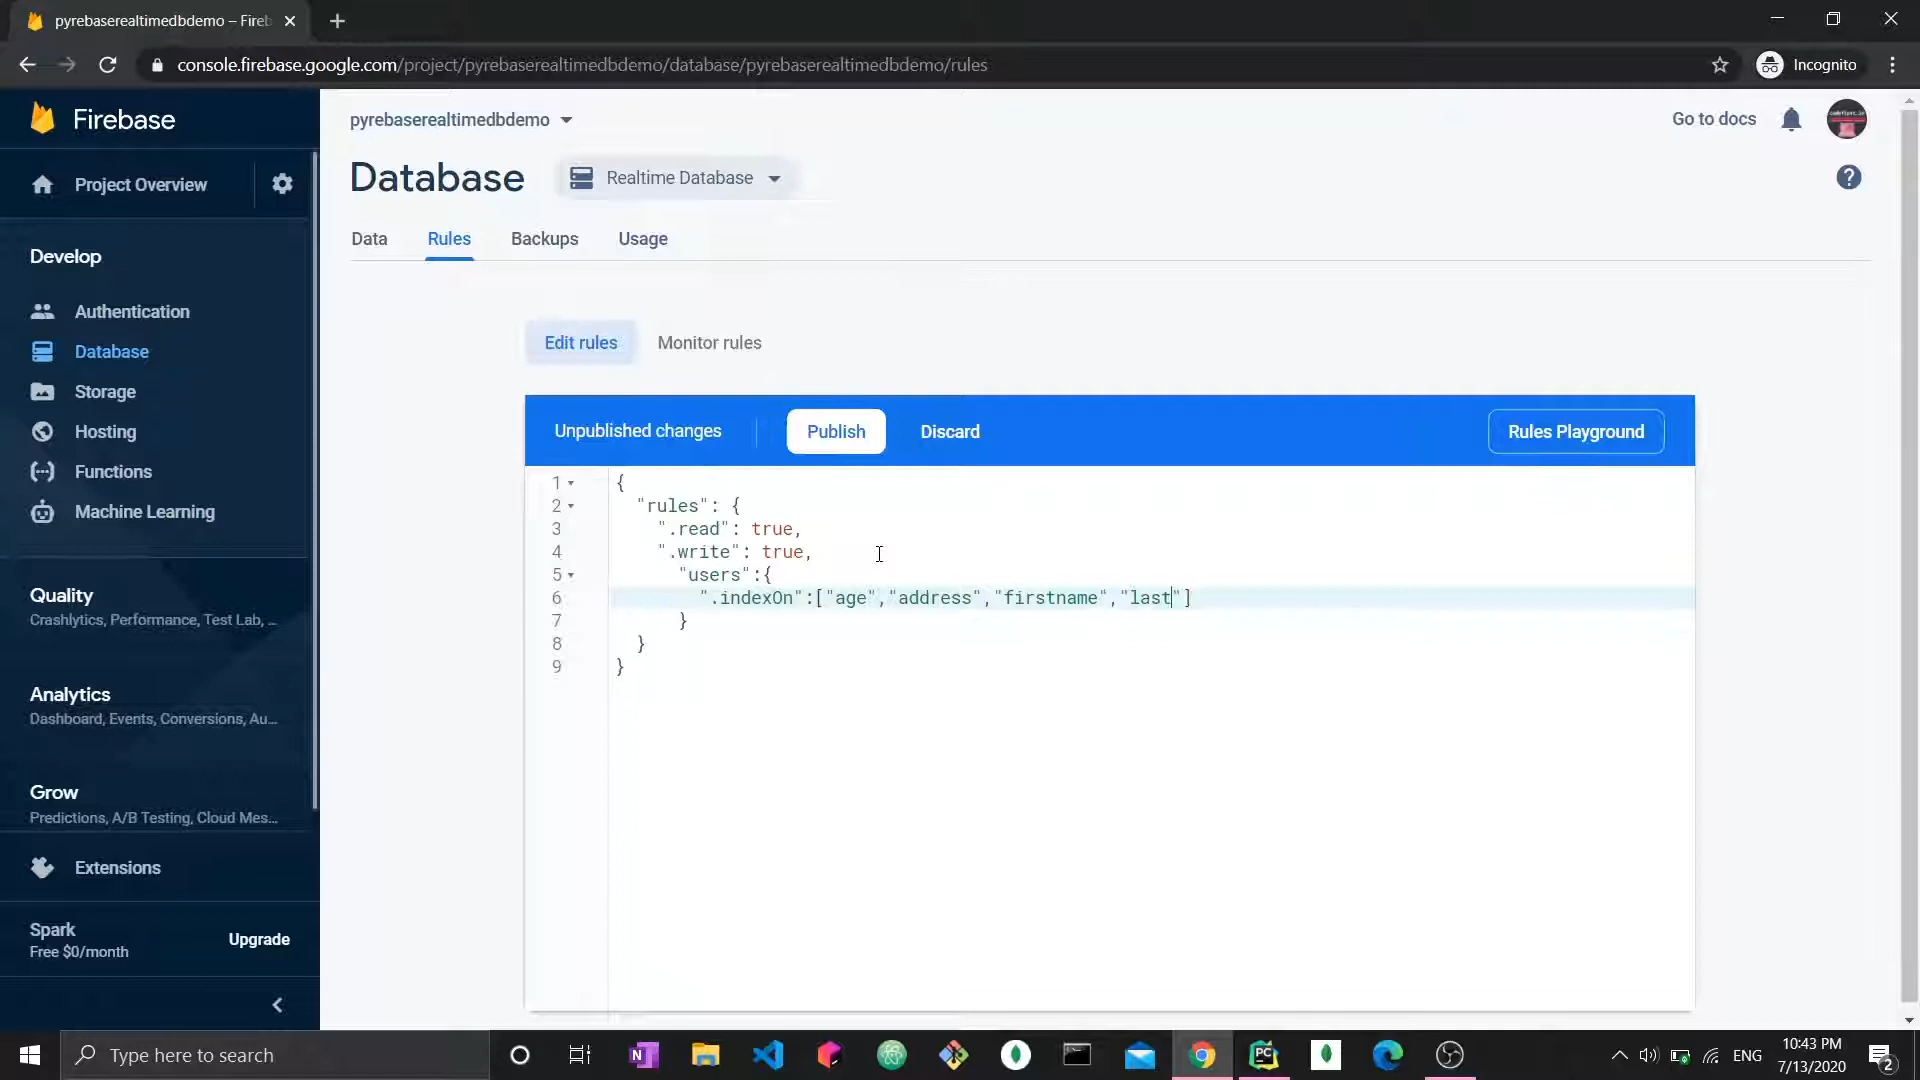 pyrebaserealtimedbdemo – Fireb
console.firebase.google.com/project/pyrebaserealtimedbdemo/database/pyrebaserealtimedbdemo/rules
Incognito
Firebase
pyrebaserealtimedbdemo
Go to docs
Project Overview
Database
Realtime Database
Data
Rules
Backups
Usage
Develop
Authentication
Database
Storage
Hosting
Functions
Machine Learning
Quality
Crashlytics, Performance, Test Lab, ...
Analytics
Dashboard, Events, Conversions, Au...
Grow
Predictions, A/B Testing, Cloud Mes...
Extensions
Spark
Free $0/month
Upgrade
Edit rules
Monitor rules
Unpublished changes
Publish
Discard
Rules Playground
1 {
2 "rules": {
3 ".read": true,
4 ".write": true,
5 "users":{
6 ".indexOn":["age","address","firstname","last"]
7 }
8 }
9 }
Type here to search
ENG
10:43 PM
7/13/2020
2